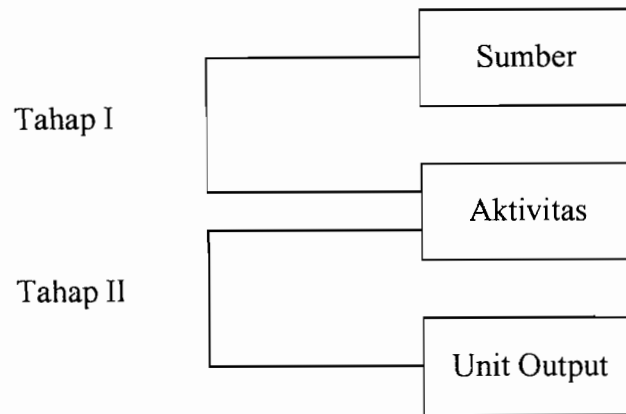 Sumber
Tahap I
Aktivitas
Tahap II
Unit Output